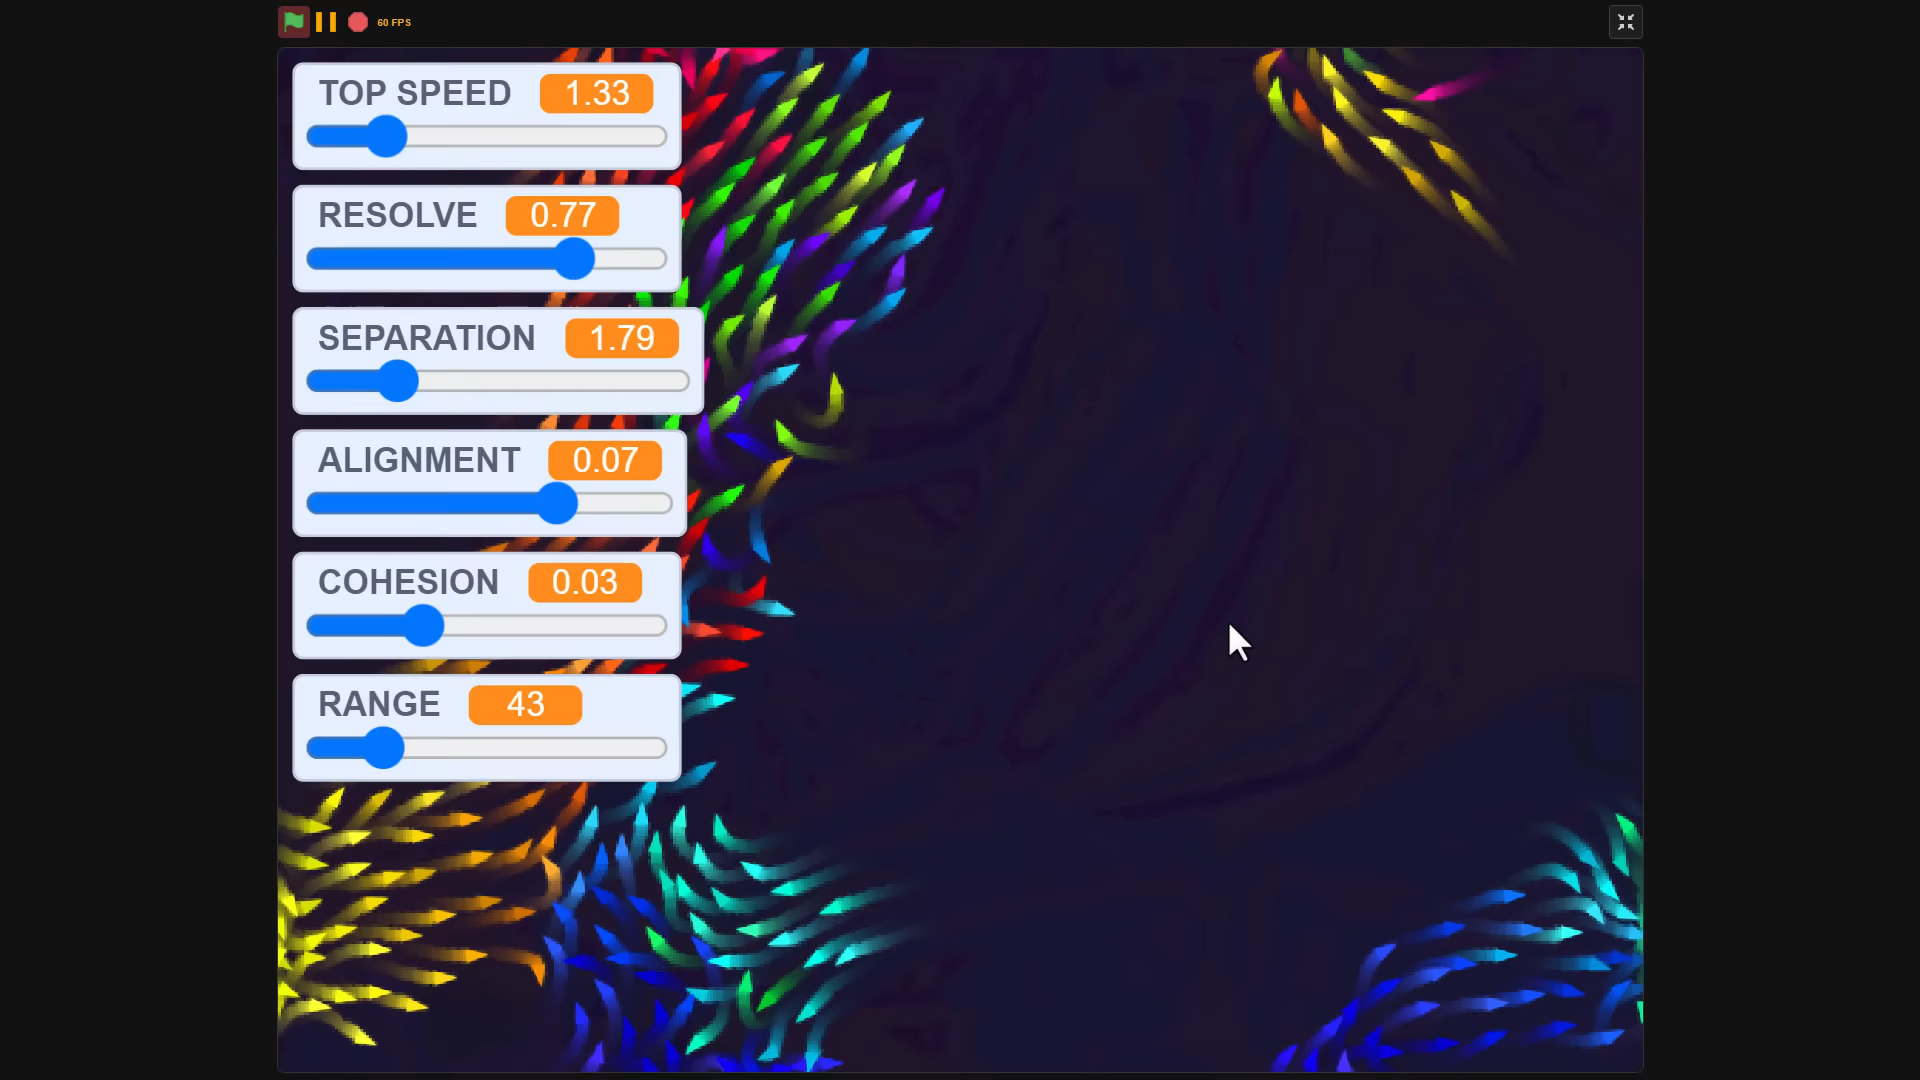 60 FPS
TOP SPEED 1.33
RESOLVE 0.77
SEPARATION 1.79
ALIGNMENT 0.07
COHESION 0.03
RANGE 43